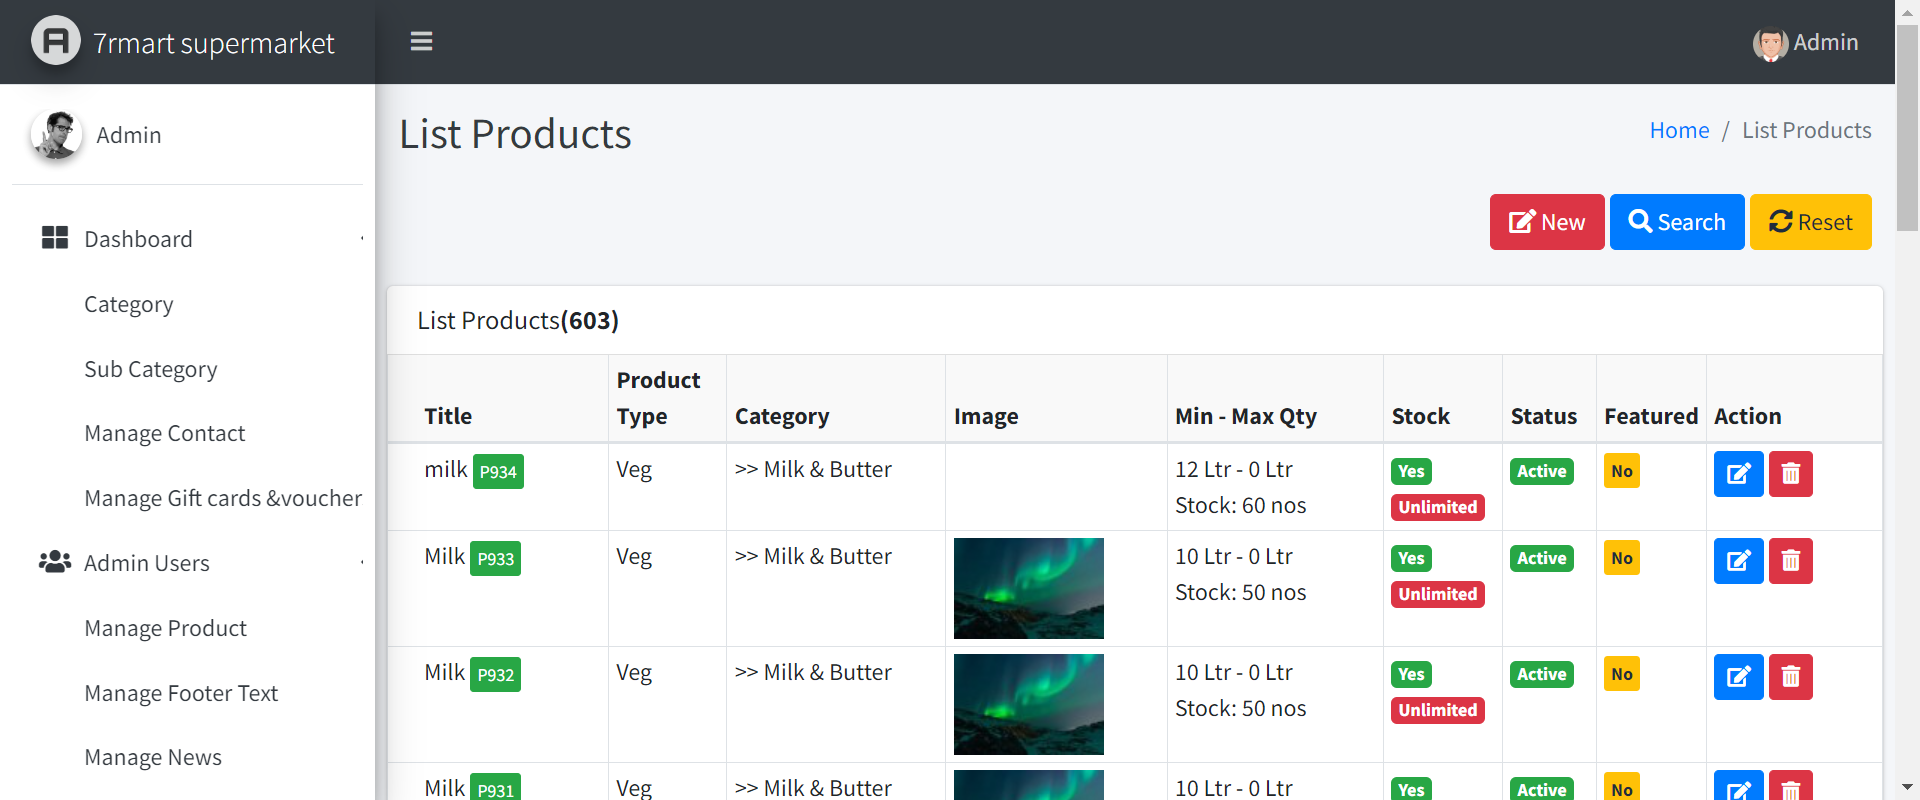 7rmart supermarket
Admin
Admin
List Products
Home / List Products
New Search Reset
Dashboard
Category
Sub Category
Manage Contact
Manage Gift cards &voucher
Admin Users
Manage Product
Manage Footer Text
Manage News
List Products(603)
Title Product Type Category Image Min - Max Qty Stock Status Featured Action
milk P934 Veg >> Milk & Butter 12 Ltr - 0 Ltr Yes Active No
Stock: 60 nos Unlimited
Milk P933 Veg >> Milk & Butter 10 Ltr - 0 Ltr Yes Active No
Stock: 50 nos Unlimited
Milk P932 Veg >> Milk & Butter 10 Ltr - 0 Ltr Yes Active No
Stock: 50 nos Unlimited
Milk P931 Veg >> Milk & Butter 10 Ltr - 0 Ltr Yes Active No